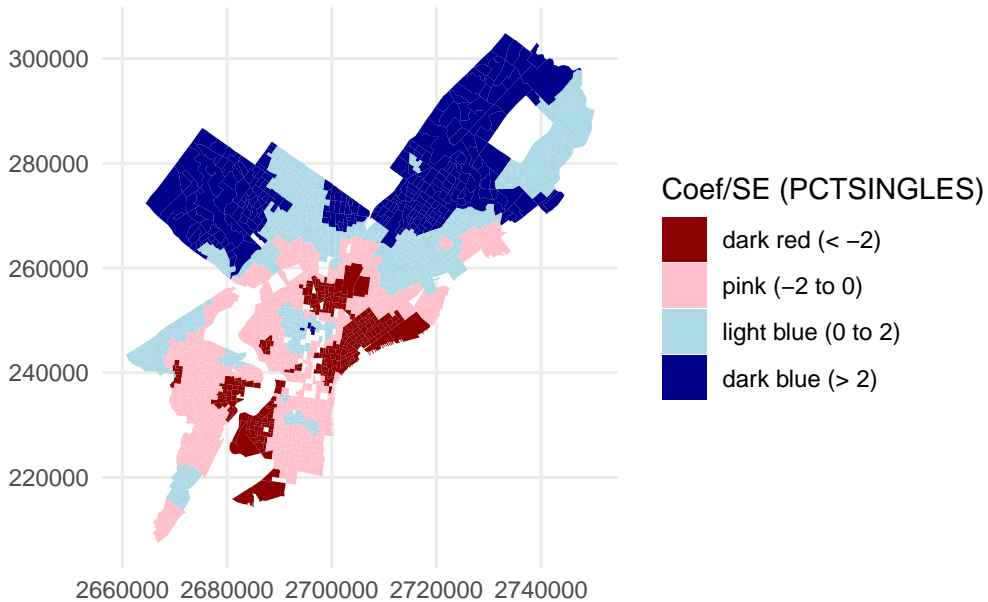 300000
280000
260000
240000
220000
2660000 2680000 2700000 2720000 2740000
Coef/SE (PCTSINGLES)
dark red (< −2)
pink (−2 to 0)
light blue (0 to 2)
dark blue (> 2)